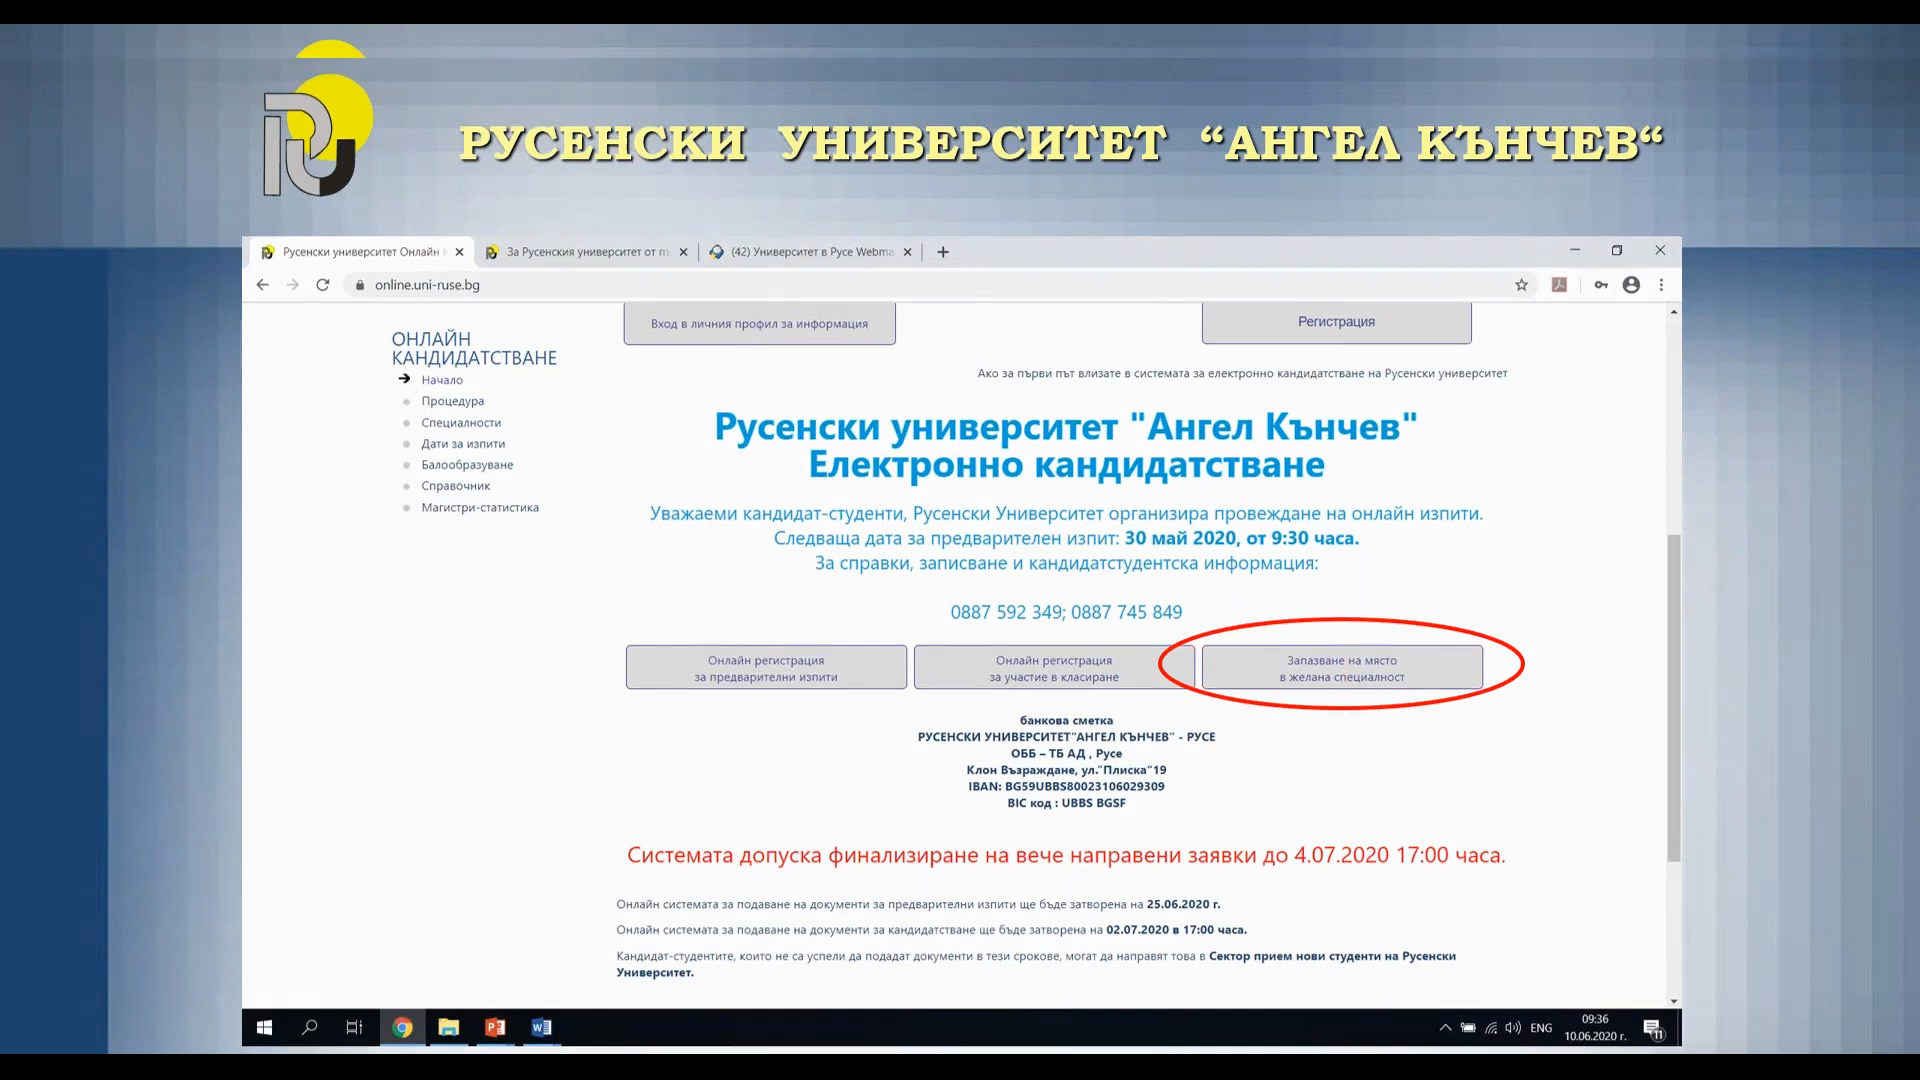 РУСЕНСКИ УНИВЕРСИТЕТ “АНГЕЛ КЪНЧЕВ“
Русенски университет Онлайн
За Русенския университет от
(42) Университет в Русе Webma
online.uni-ruse.bg
Вход в личния профил за информация
Регистрация
ОНЛАЙН
КАНДИДАТСТВАНЕ
Начало
Процедура
Специалности
Дати за изпити
Балообразуване
Справочник
Магистри-статистика
Ако за първи път влизате в системата за електронно кандидатстване на Русенски университет
Русенски университет "Ангел Кънчев"
Електронно кандидатстване
Уважаеми кандидат-студенти, Русенски Университет организира провеждане на онлайн изпити.
Следваща дата за предварителен изпит: 30 май 2020, от 9:30 часа.
За справки, записване и кандидатстудентска информация:
0887 592 349; 0887 745 849
Онлайн регистрация
за предварителни изпити
Онлайн регистрация
за участие в класиране
Запазване на място
в желана специалност
банкова сметка
РУСЕНСКИ УНИВЕРСИТЕТ"АНГЕЛ КЪНЧЕВ" - РУСЕ
ОББ – ТБ АД , Русе
Клон Възраждане, ул."Плиска"19
IBAN: BG59UBBS80023106029309
BIC код : UBBS BGSF
Системата допуска финализиране на вече направени заявки до 4.07.2020 17:00 часа.
Онлайн системата за подаване на документи за предварителни изпити ще бъде затворена на 25.06.2020 г.
Онлайн системата за подаване на документи за кандидатстване ще бъде затворена на 02.07.2020 в 17:00 часа.
Кандидат-студентите, които не са успели да подадат документи в тези срокове, могат да направят това в Сектор прием нови студенти на Русенски
Университет.
ENG
09:36
10.06.2020 г.
11